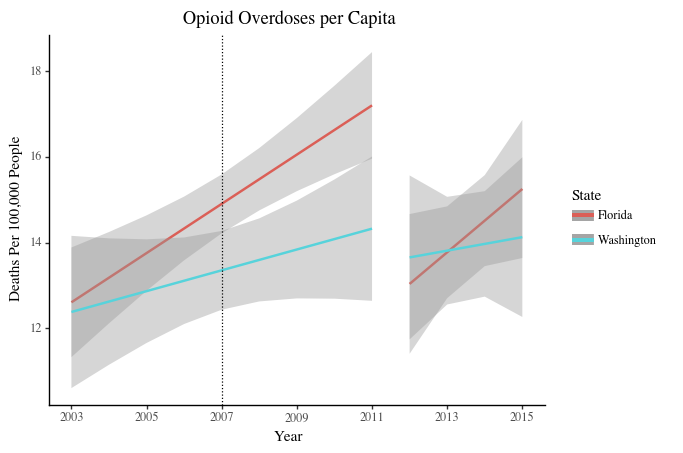 Opioid Overdoses per Capita
Deaths Per 100,000 People
18
16
14
12
2003 2005 2007 2009 2011 2013 2015
Year
State
Florida
Washington